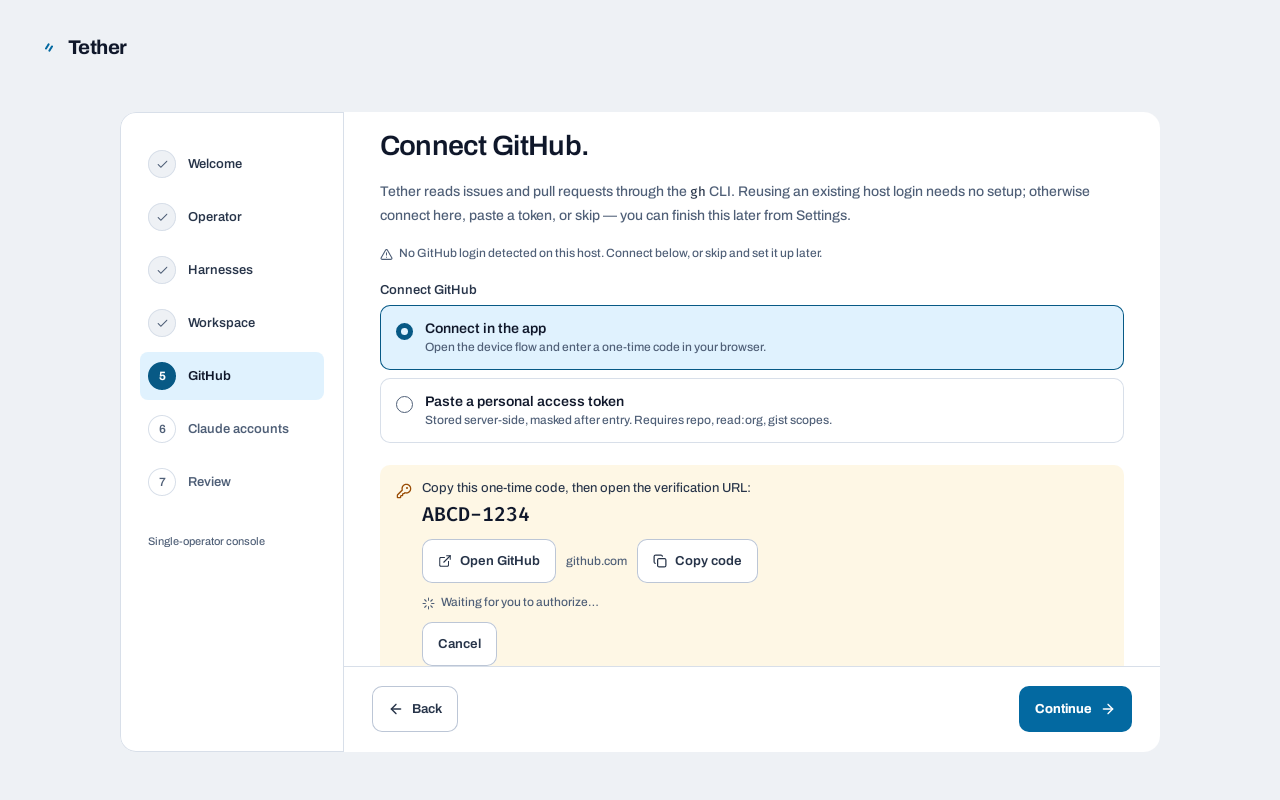 Tether
Welcome
Operator
Harnesses
Workspace
5 GitHub
6 Claude accounts
7 Review
Single-operator console
Connect GitHub.
Tether reads issues and pull requests through the gh CLI. Reusing an existing host login needs no setup; otherwise
connect here, paste a token, or skip — you can finish this later from Settings.
No GitHub login detected on this host. Connect below, or skip and set it up later.
Connect GitHub
Connect in the app
Open the device flow and enter a one-time code in your browser.
Paste a personal access token
Stored server-side, masked after entry. Requires repo, read:org, gist scopes.
Copy this one-time code, then open the verification URL:
ABCD-1234
Open GitHub github.com Copy code
Waiting for you to authorize...
Cancel
Back Continue